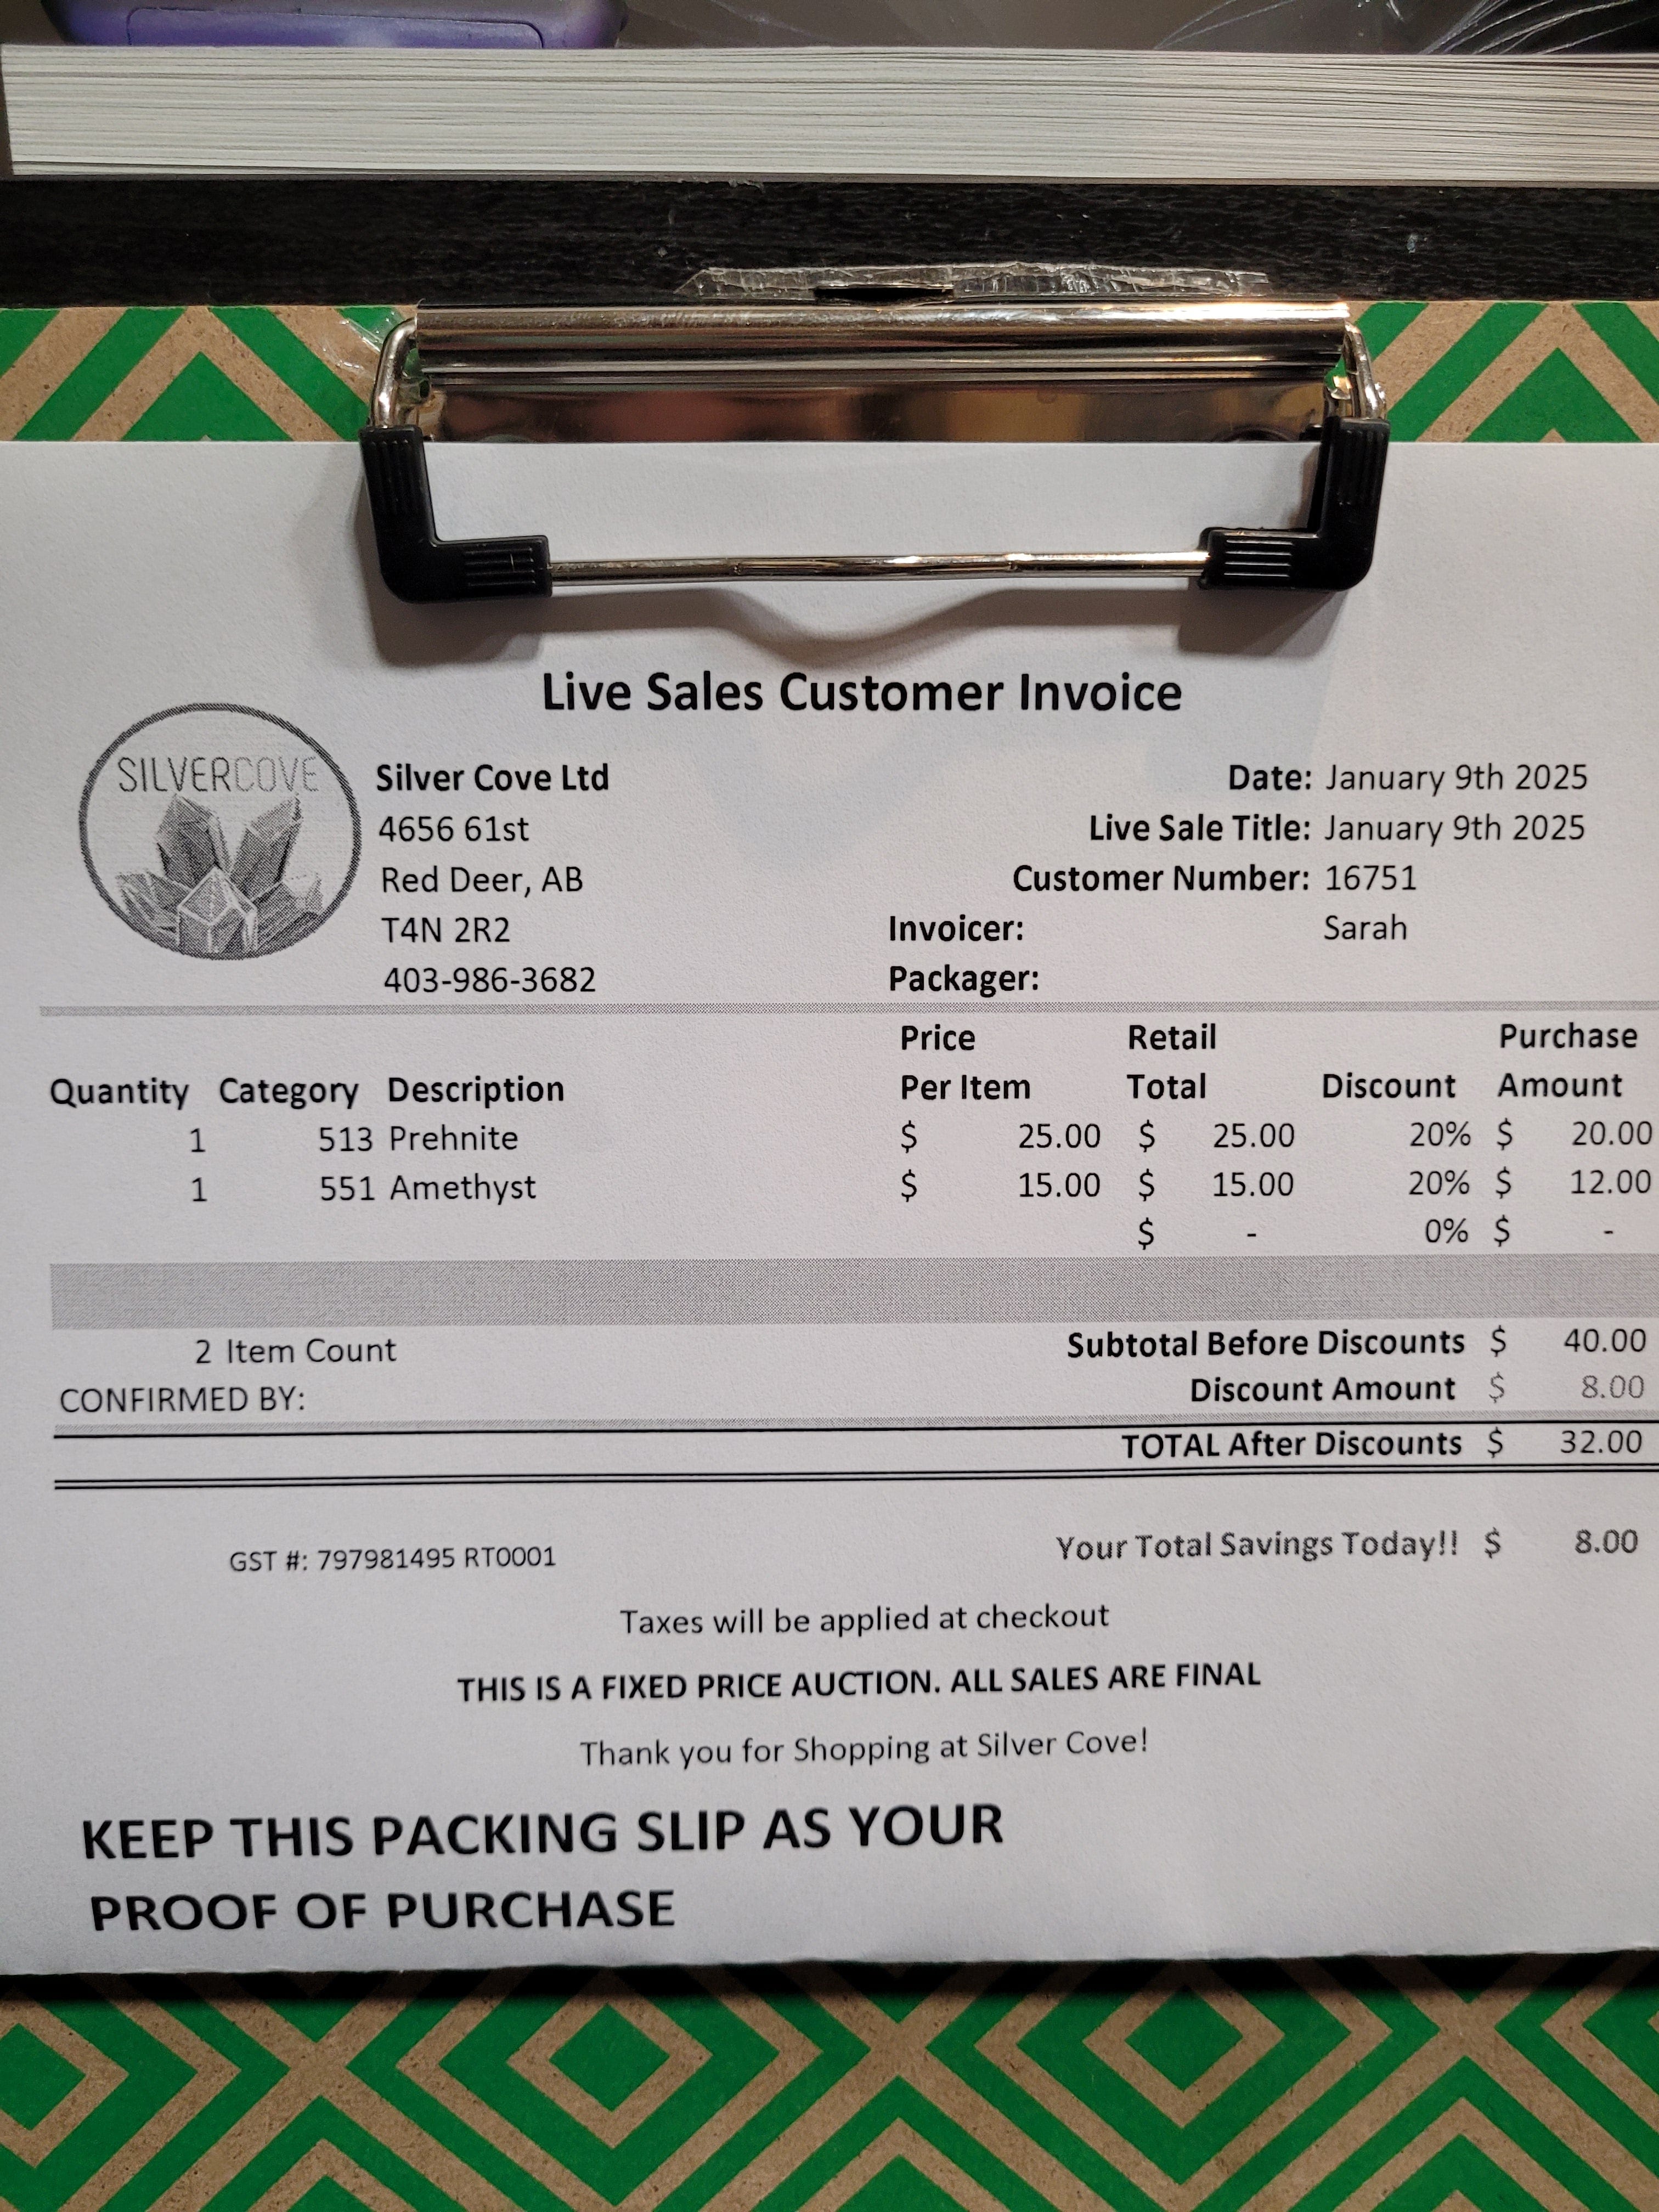 Live Sales Customer Invoice
SILVERCOVE
Silver Cove Ltd
4656 61st
Red Deer, AB
T4N 2R2
403-986-3682
Date: January 9th 2025
Live Sale Title: January 9th 2025
Customer Number: 16751
Invoicer: Sarah
Packager:
Quantity Category Description Price Per Item Retail Total Discount Purchase Amount
1 513 Prehnite $ 25.00 $ 25.00 20% $ 20.00
1 551 Amethyst $ 15.00 $ 15.00 20% $ 12.00
$ - 0% $ -
2 Item Count Subtotal Before Discounts $ 40.00
CONFIRMED BY: Discount Amount $ 8.00
TOTAL After Discounts $ 32.00
GST #: 797981495 RT0001 Your Total Savings Today!! $ 8.00
Taxes will be applied at checkout
THIS IS A FIXED PRICE AUCTION. ALL SALES ARE FINAL
Thank you for Shopping at Silver Cove!
KEEP THIS PACKING SLIP AS YOUR
PROOF OF PURCHASE